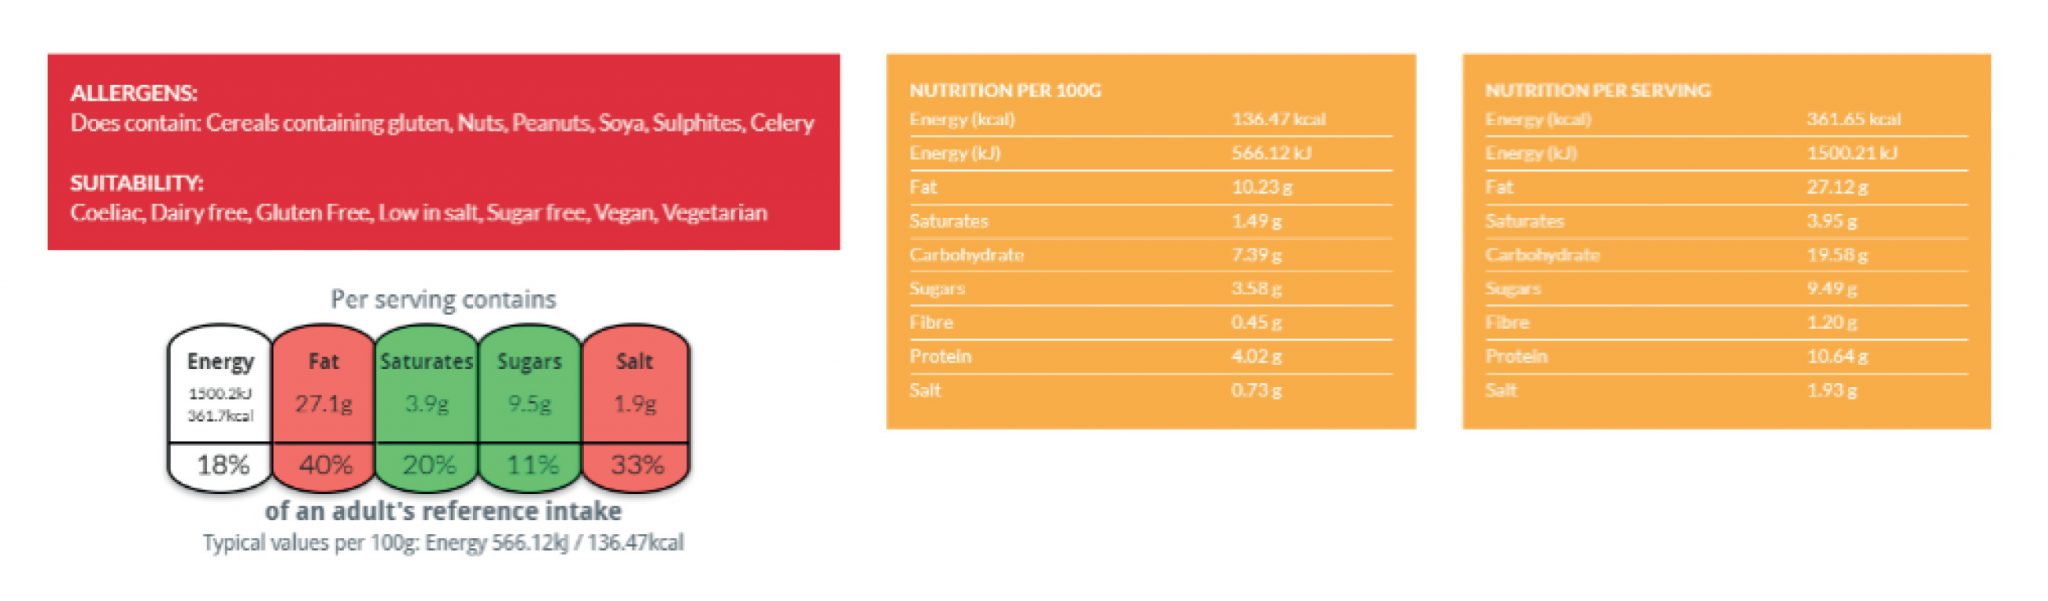 ALLERGENS:
Does contain: Cereals containing gluten, Nuts, Peanuts, Soya, Sulphites, Celery
SUITABILITY:
Coeliac, Dairy free, Gluten Free, Low in salt, Sugar free, Vegan, Vegetarian
Per serving contains
Energy Fat Saturates Sugars Salt
1500.2kJ
361.7kcal 27.1g 3.9g 9.5g 1.9g
18% 40% 20% 11% 33%
of an adult's reference intake
Typical values per 100g: Energy 566.12kJ / 136.47kcal
NUTRITION PER 100G
Energy (kcal) 136.47 kcal
Energy (kJ) 566.12 kJ
Fat 10.23 g
Saturates 1.49 g
Carbohydrate 7.39 g
Sugars 3.58 g
Fibre 0.45 g
Protein 4.02 g
Salt 0.73 g
NUTRITION PER SERVING
Energy (kcal) 361.65 kcal
Energy (kJ) 1500.21 kJ
Fat 27.12 g
Saturates 3.95 g
Carbohydrate 19.58 g
Sugars 9.49 g
Fibre 1.20 g
Protein 10.64 g
Salt 1.93 g